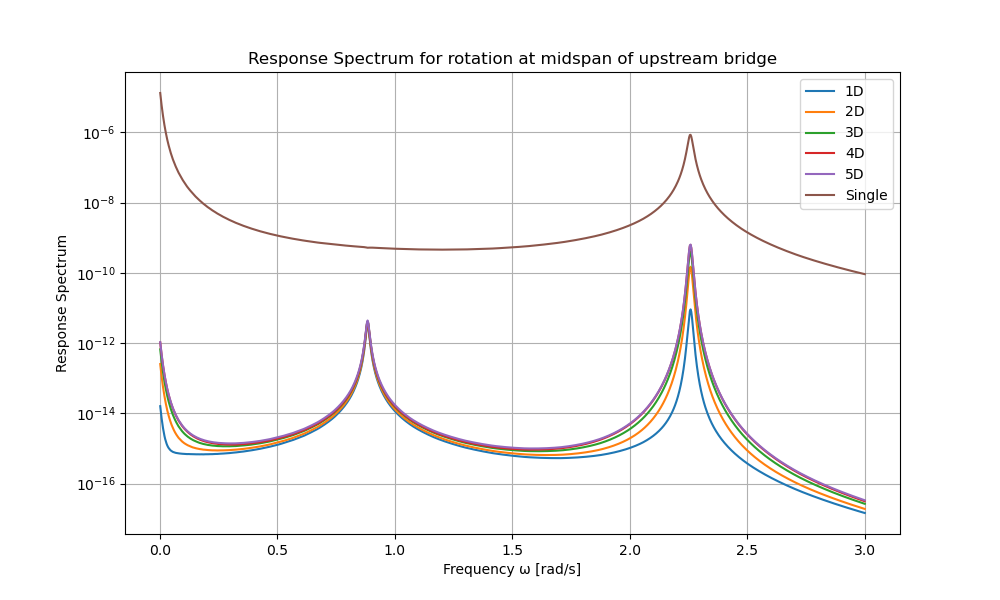 Response Spectrum for rotation at midspan of upstream bridge
1D
2D
3D
4D
5D
Single
Response Spectrum
10⁻⁶
10⁻⁸
10⁻¹⁰
10⁻¹²
10⁻¹⁴
10⁻¹⁶
0.0 0.5 1.0 1.5 2.0 2.5 3.0
Frequency ω [rad/s]